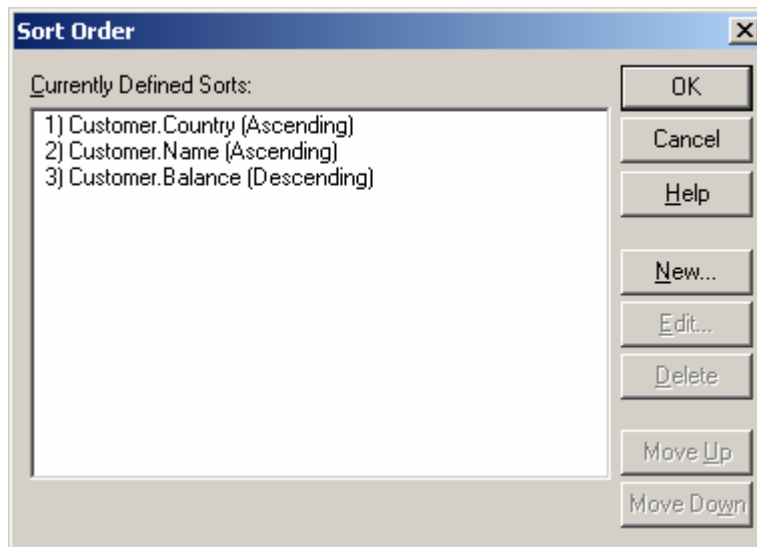 Sort Order
Currently Defined Sorts:
1) Customer.Country (Ascending)
2) Customer.Name (Ascending)
3) Customer.Balance (Descending)
OK
Cancel
Help
New...
Edit...
Delete
Move Up
Move Down